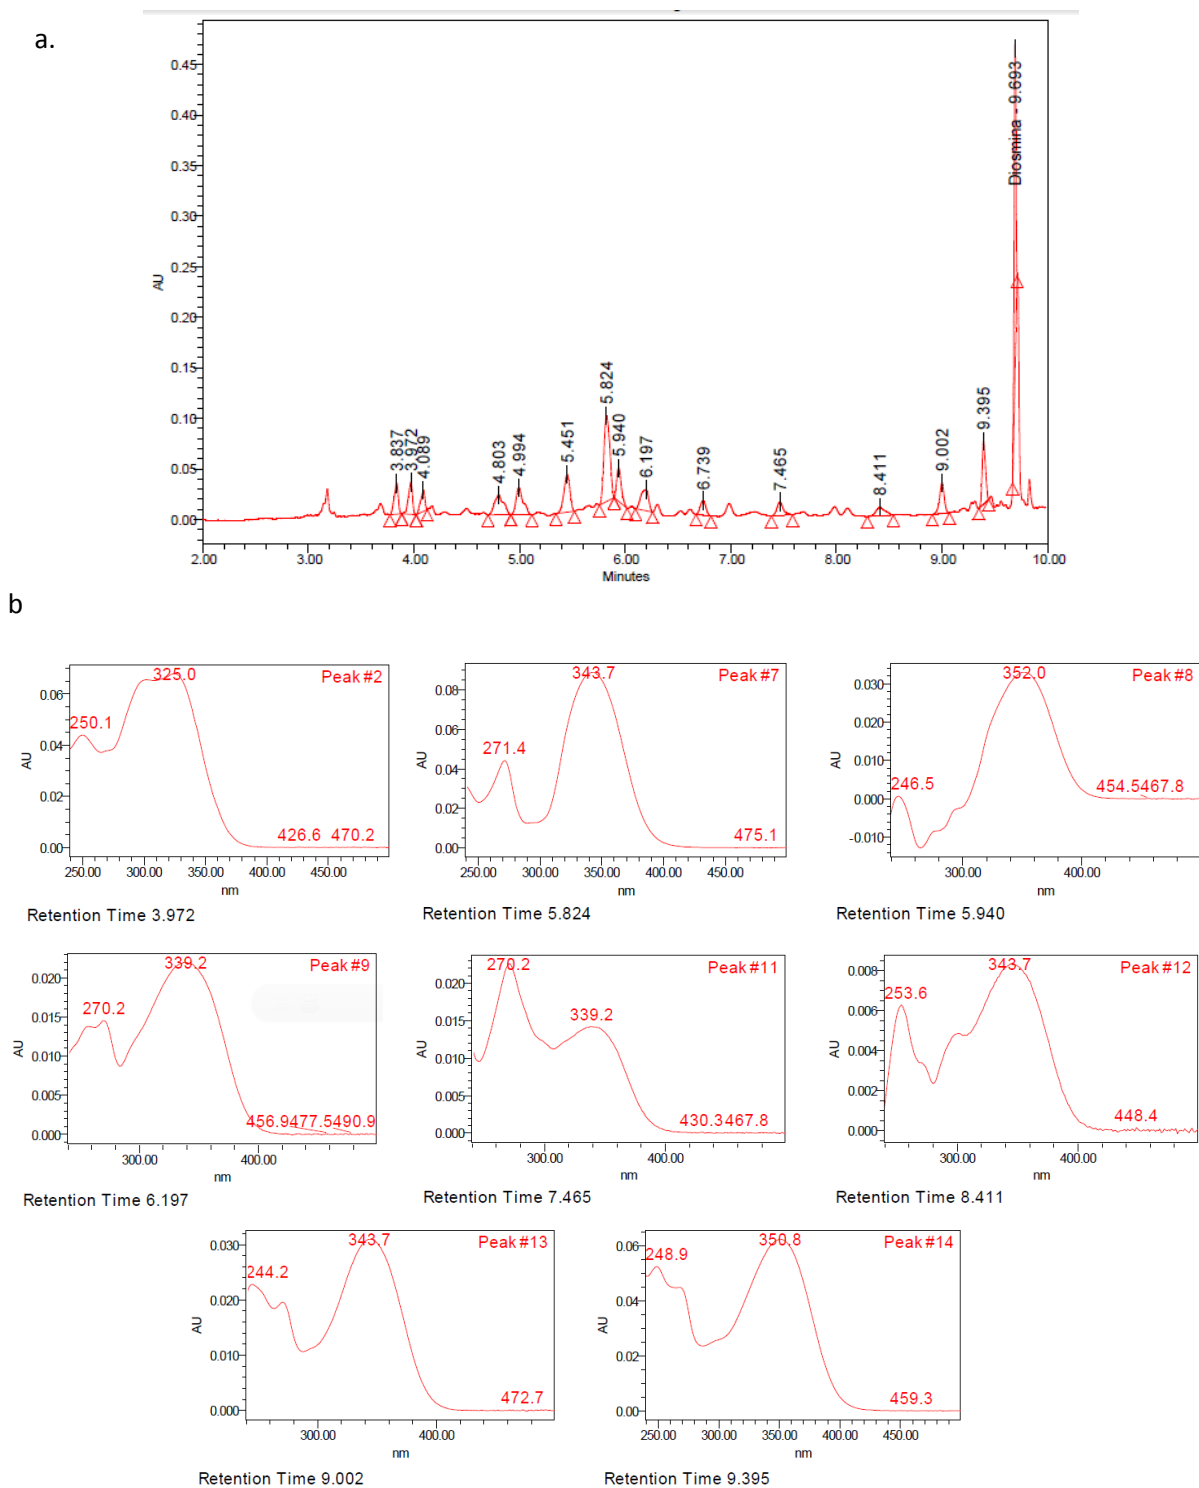 a.
AU
0.45
0.40
0.35
0.30
0.25
0.20
0.15
0.10
0.05
0.00
3.837
3.972
4.089
4.803
4.994
5.451
5.824
5.940
6.197
6.739
7.465
8.411
9.002
9.395
Diosmina - 9.693
2.00 4.00 5.00 6.00 7.00 8.00 9.00 10.00
Minutes
b
Peak #2
325.0
250.1
426.6 470.2
AU
0.06
0.04
0.02
0.00
250.00 300.00 350.00 400.00 450.00
nm
Retention Time 3.972
Peak #7
343.7
271.4
475.1
AU
0.08
0.06
0.04
0.02
0.00
250.00 300.00 350.00 400.00 450.00
nm
Retention Time 5.824
Peak #8
352.0
246.5
454.5467.8
AU
0.030
0.020
0.010
0.000
-0.010
300.00 400.00
nm
Retention Time 5.940
Peak #9
339.2
270.2
456.9477.5490.9
AU
0.020
0.015
0.010
0.005
0.000
300.00 400.00
nm
Retention Time 6.197
Peak #11
270.2
339.2
430.3467.8
AU
0.020
0.015
0.010
0.005
0.000
300.00 400.00
nm
Retention Time 7.465
Peak #12
343.7
253.6
448.4
AU
0.008
0.006
0.004
0.002
0.000
300.00 400.00
nm
Retention Time 8.411
Peak #13
343.7
244.2
472.7
AU
0.030
0.020
0.010
0.000
300.00 400.00
nm
Retention Time 9.002
Peak #14
350.8
248.9
459.3
AU
0.06
0.04
0.02
0.00
250.00 300.00 350.00 400.00 450.00
nm
Retention Time 9.395